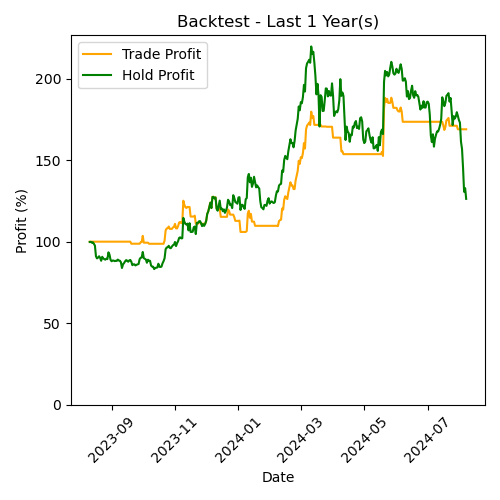 Backtest - Last 1 Year(s)
Trade Profit
Hold Profit
Profit (%)
200
150
100
50
0
2023-09
2023-11
2024-01
2024-03
2024-05
2024-07
Date